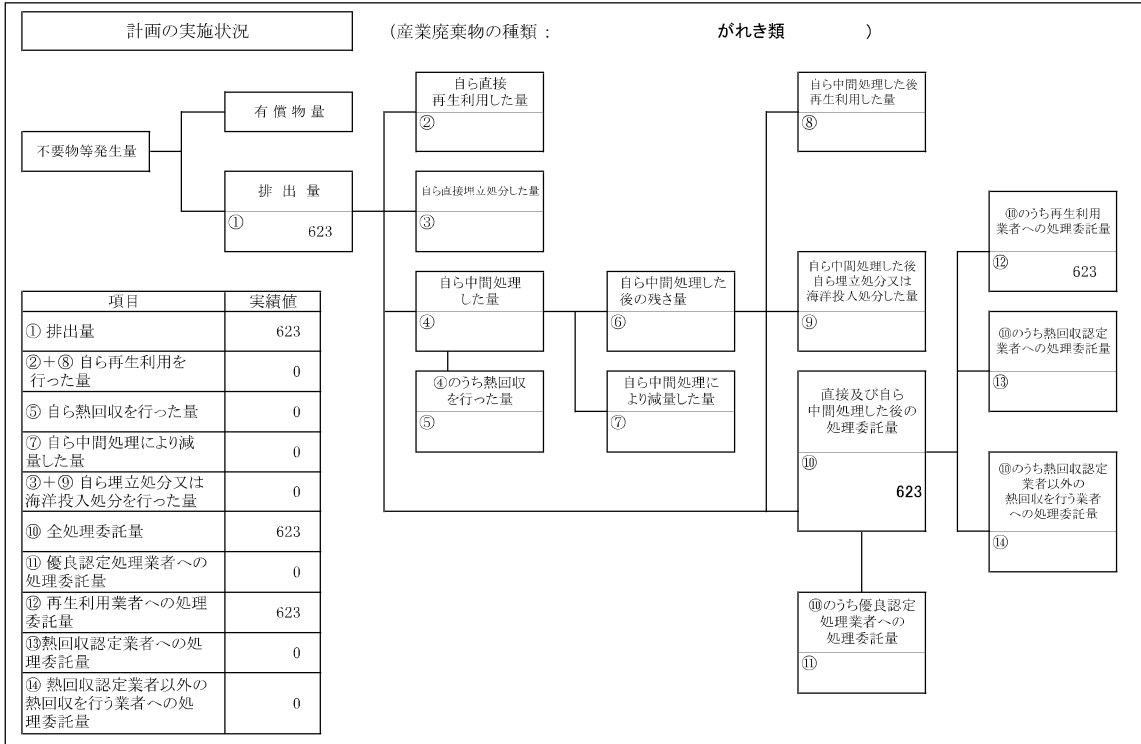 計画の実施状況
(産業廃棄物の種類： がれき類 )
不要物等発生量
有償物量
排出量
①
623
自ら直接
再生利用した量
②
自ら直接埋立処分した量
③
自ら中間処理
した量
④
④のうち熱回収
を行った量
⑤
自ら中間処理した
後の残さ量
⑥
自ら中間処理に
より減量した量
⑦
自ら中間処理した後
再生利用した量
⑧
自ら中間処理した後
自ら埋立処分又は
海洋投入処分した量
⑨
直接及び自ら
中間処理した後の
処理委託量
⑩
623
⑩のうち優良認定
処理業者への
処理委託量
⑪
⑩のうち再生利用
業者への処理委託量
⑫
623
⑩のうち熱回収認定
業者への処理委託量
⑬
⑩のうち熱回収認定
業者以外の
熱回収を行う業者
への処理委託量
⑭
項目 実績値
① 排出量 623
②+⑧ 自ら再生利用を
行った量 0
⑤ 自ら熱回収を行った量 0
⑦ 自ら中間処理により減
量した量 0
③+⑨ 自ら埋立処分又は
海洋投入処分を行った量 0
⑩ 全処理委託量 623
⑪ 優良認定処理業者への
処理委託量 0
⑫ 再生利用業者への処理
委託量 623
⑬熱回収認定業者への処
理委託量 0
⑭ 熱回収認定業者以外の
熱回収を行う業者への処
理委託量 0